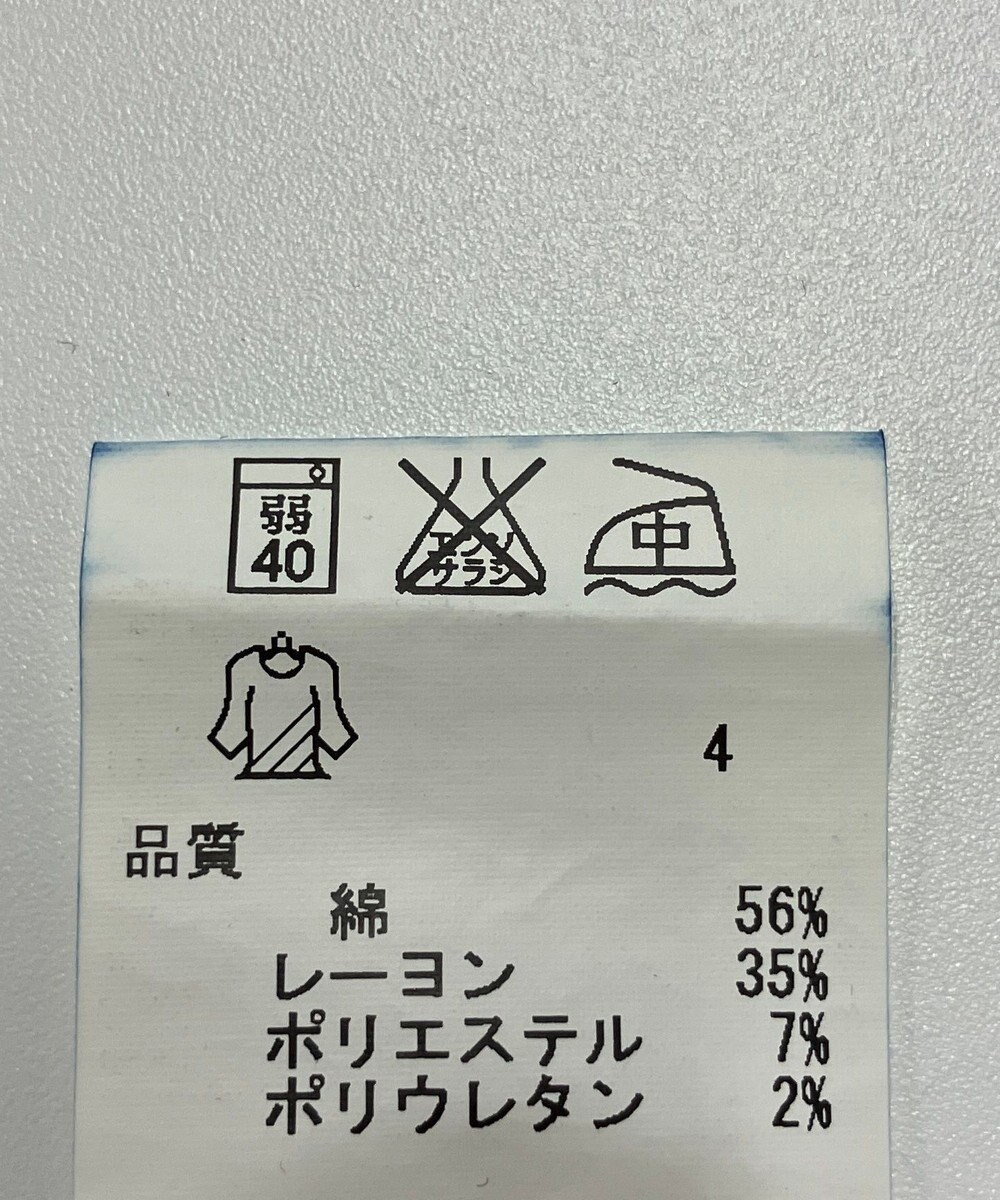 弱
40
エンソ
サラシ
中
4
品質
綿 56%
レーヨン 35%
ポリエステル 7%
ポリウレタン 2%